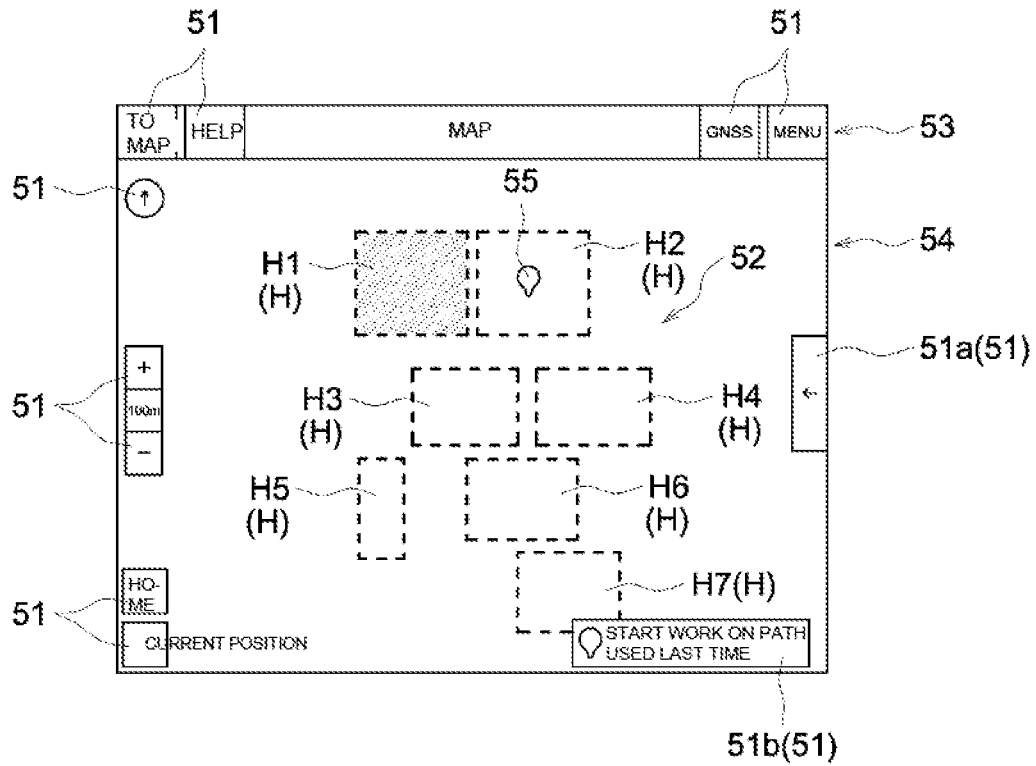 51
51
TO
MAP
HELP
MAP
GNSS
MENU
53
51
55
H1
(H)
H2
(H)
52
54
+
100m
−
51
H3
(H)
H4
(H)
51a(51)
←
H5
(H)
H6
(H)
H7(H)
51
HO-
ME
CURRENT POSITION
START WORK ON PATH
USED LAST TIME
51b(51)